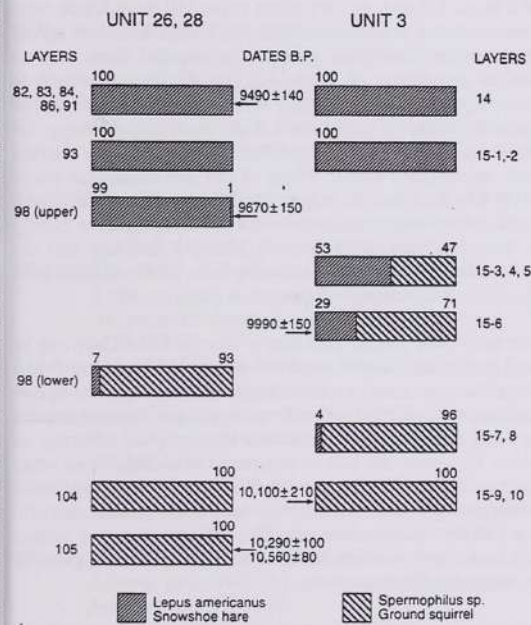 UNIT 26, 28 UNIT 3
LAYERS DATES B.P. LAYERS
100 100
82, 83, 84,
86, 91 9490±140 14
100 100
93 15-1,-2
99 1
98 (upper) 9670±150
53 47
15-3, 4, 5
29 71
9990±150 15-6
7 93
98 (lower)
4 96
15-7, 8
100 100
104 10,100±210 15-9, 10
100
105 10,290±100
10,560±80
Lepus americanus Spermophilus sp.
Snowshoe hare Ground squirrel